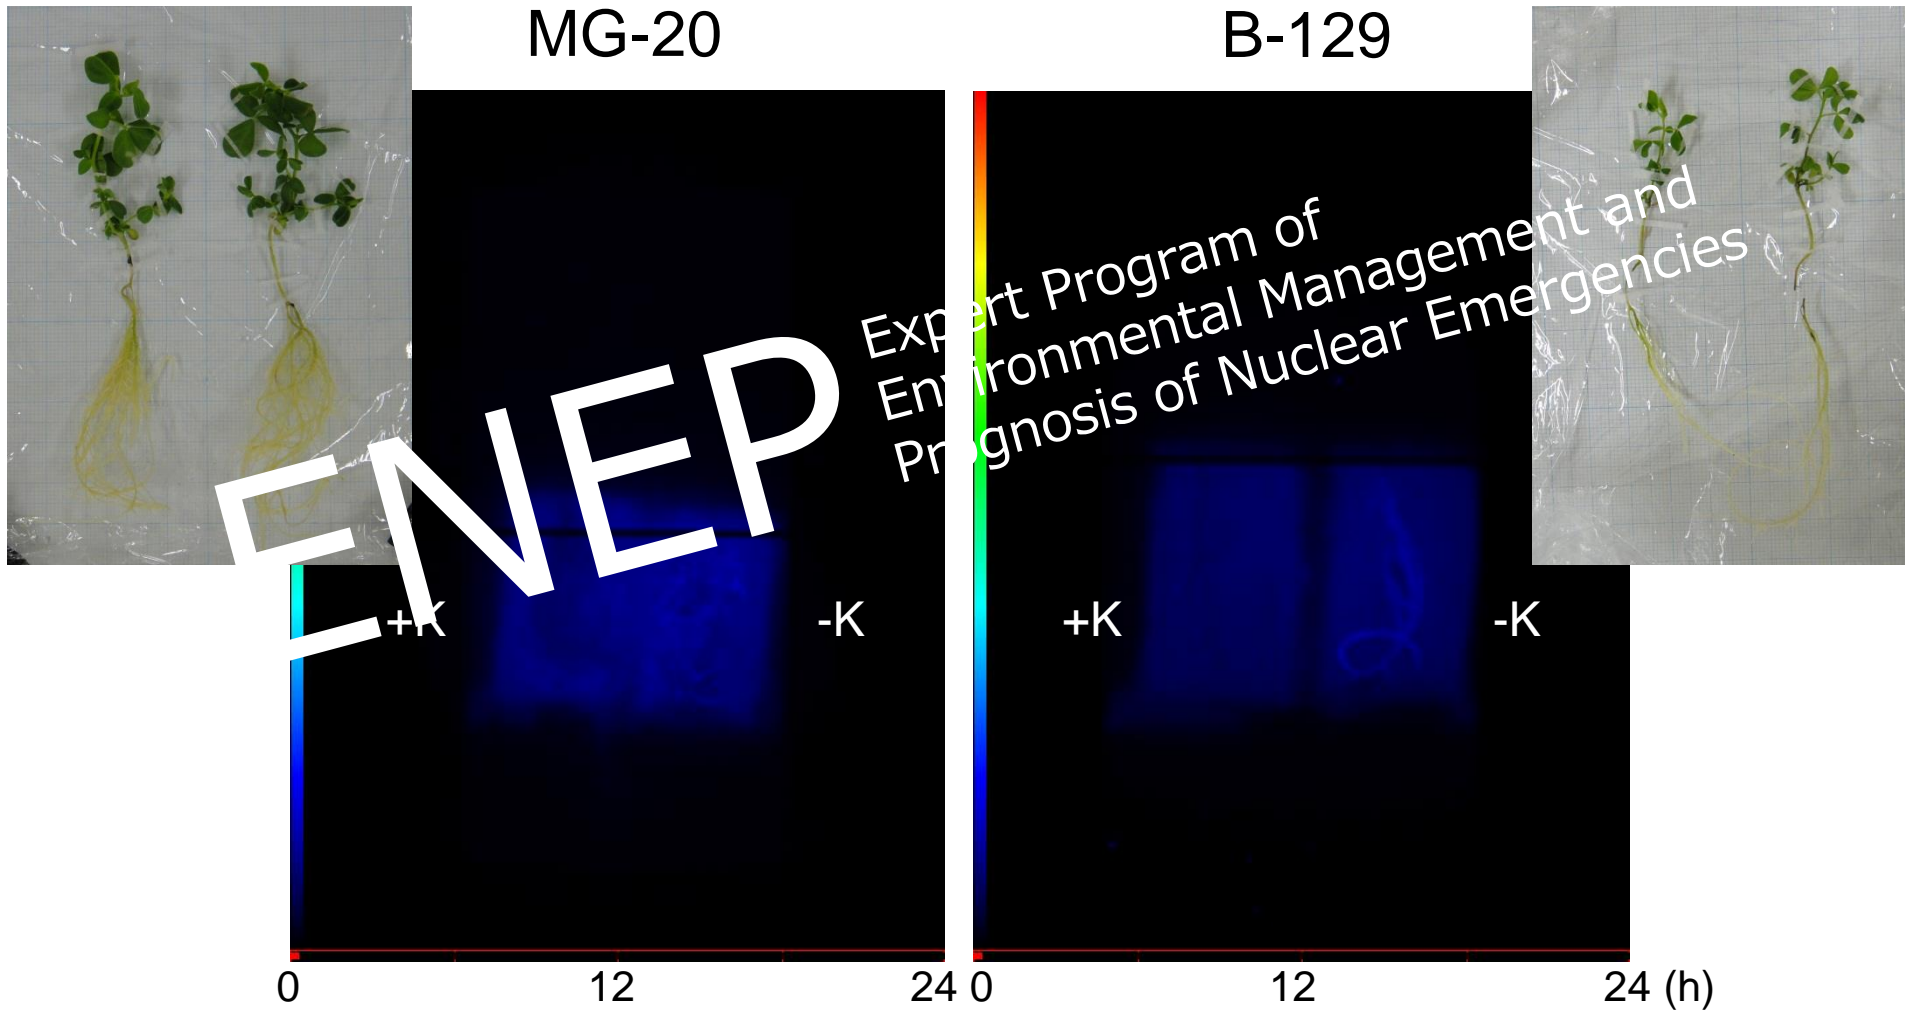 MG-20
B-129
Expert Program of
Environmental Management and
Prognosis of Nuclear Emergencies
ENEP
+K
-K
+K
-K
0
12
24
0
12
24 (h)